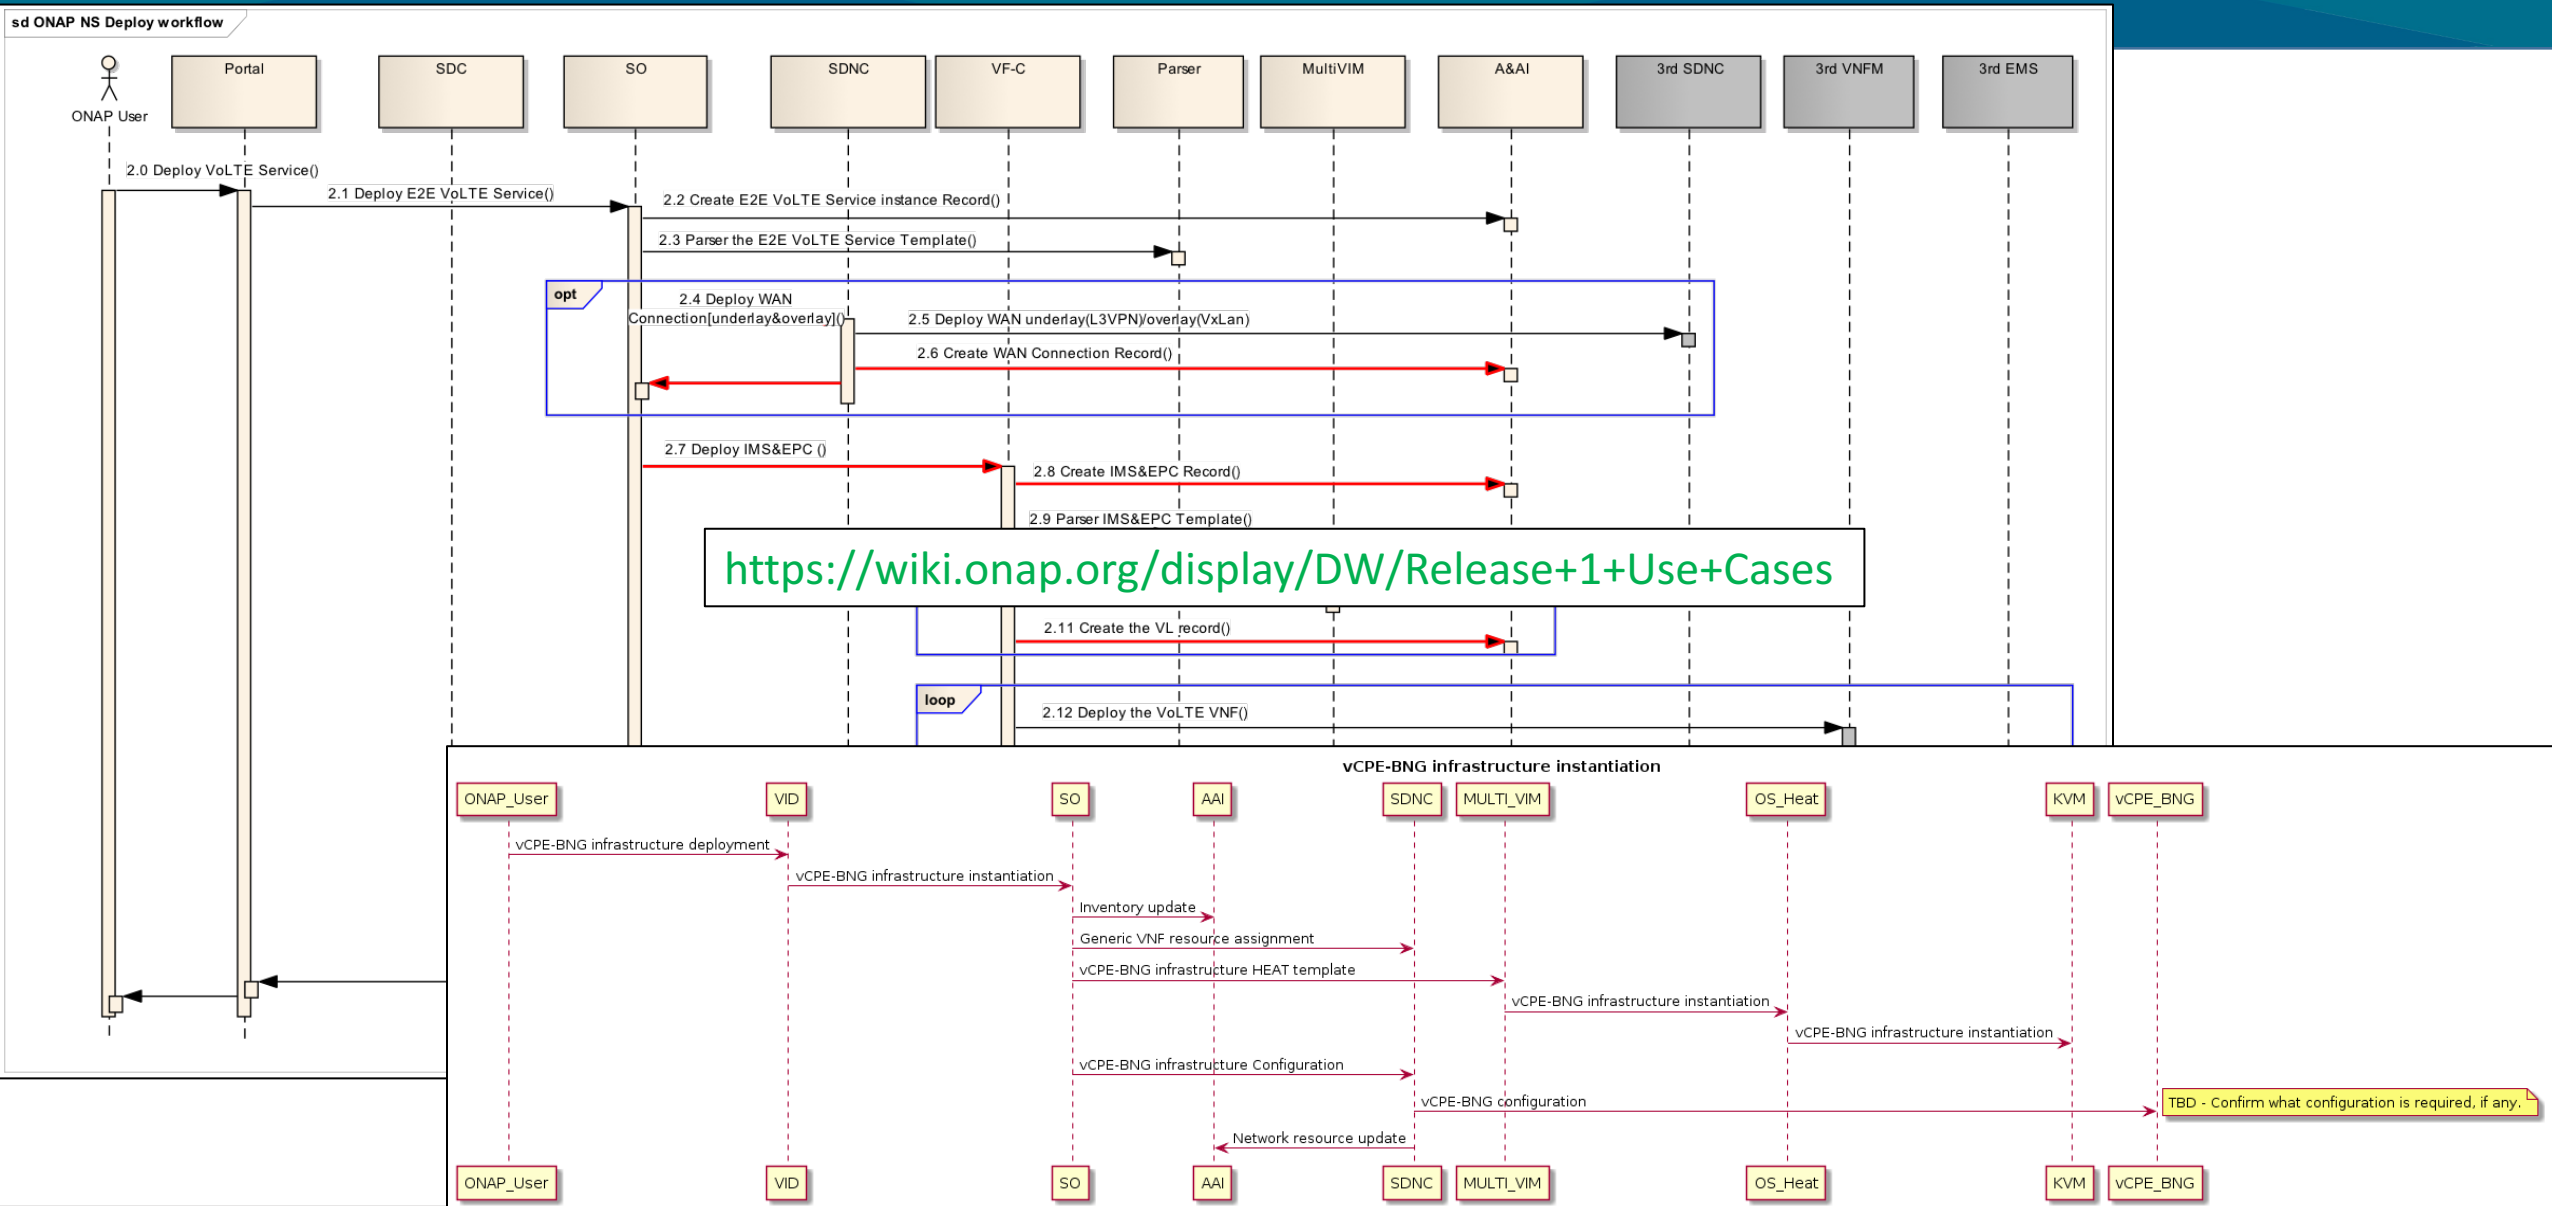 sd ONAP NS Deploy workflow
ONAP User
Portal
SDC
SO
SDNC
VF-C
Parser
MultiVIM
A&AI
3rd SDNC
3rd VNFM
3rd EMS
2.0 Deploy VoLTE Service()
2.1 Deploy E2E VoLTE Service()
2.2 Create E2E VoLTE Service instance Record()
2.3 Parser the E2E VoLTE Service Template()
opt
2.4 Deploy WAN
Connection[underlay&overlay]()
2.5 Deploy WAN underlay(L3VPN)/overlay(VxLan)
2.6 Create WAN Connection Record()
2.7 Deploy IMS&EPC ()
2.8 Create IMS&EPC Record()
2.9 Parser IMS&EPC Template()
https://wiki.onap.org/display/DW/Release+1+Use+Cases
2.11 Create the VL record()
loop
2.12 Deploy the VoLTE VNF()
vCPE-BNG infrastructure instantiation
ONAP_User
VID
SO
AAI
SDNC
MULTI_VIM
OS_Heat
KVM
vCPE_BNG
vCPE-BNG infrastructure deployment
vCPE-BNG infrastructure instantiation
Inventory update
Generic VNF resource assignment
vCPE-BNG infrastructure HEAT template
vCPE-BNG infrastructure instantiation
vCPE-BNG infrastructure instantiation
vCPE-BNG infrastructure Configuration
vCPE-BNG configuration
TBD - Confirm what configuration is required, if any.
Network resource update
ONAP_User
VID
SO
AAI
SDNC
MULTI_VIM
OS_Heat
KVM
vCPE_BNG